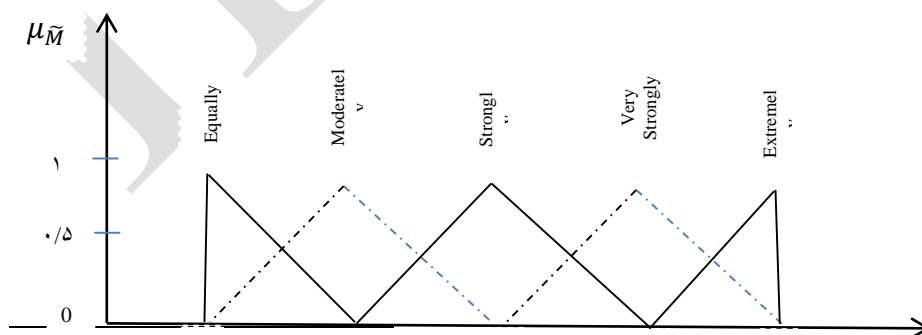 μ_M̃
Equally
Moderatel
y
Strongl
y
Very
Strongly
Extremel
y
۱
۰/۵
0